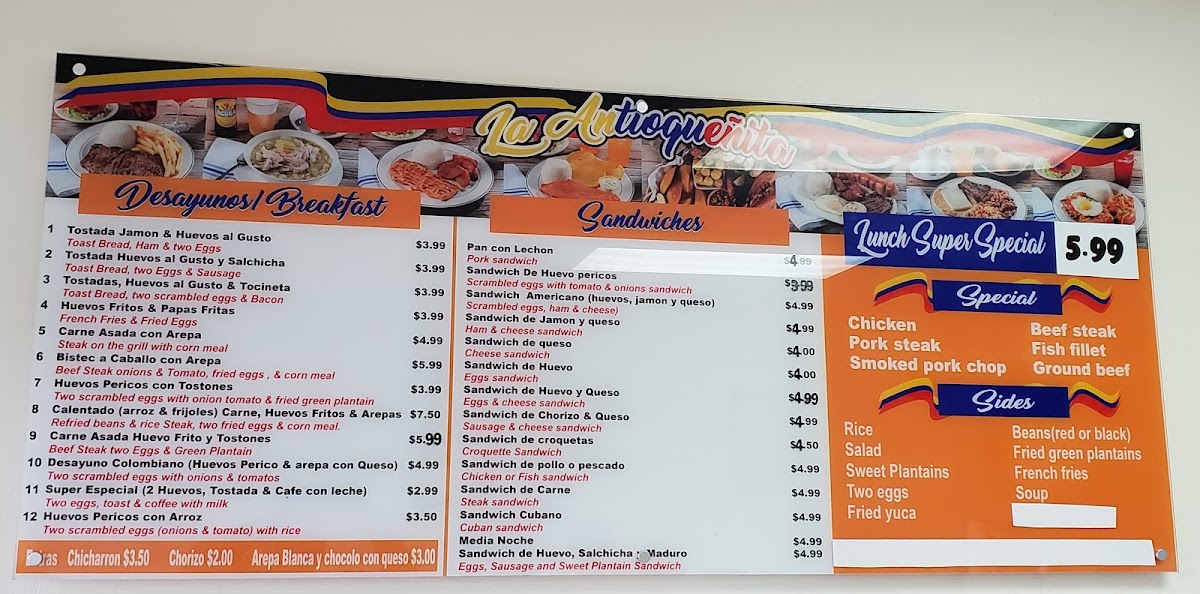 La Antioqueñita
Desayunos/Breakfast
1 Tostada Jamon & Huevos al Gusto $3.99
Toast Bread, Ham & two Eggs
2 Tostada Huevos al Gusto y Salchicha $3.99
Toast Bread, two Eggs & Sausage
3 Tostadas, Huevos al Gusto & Tocineta $3.99
Toast Bread, two scrambled eggs & Bacon
4 Huevos Fritos & Papas Fritas $3.99
French Fries & Fried Eggs
5 Carne Asada con Arepa $4.99
Steak on the grill with corn meal
6 Bistec a Caballo con Arepa $5.99
Beef Steak onions & Tomato, fried eggs , & corn meal
7 Huevos Pericos con Tostones $3.99
Two scrambled eggs with onion tomato & fried green plantain
8 Calentado (arroz & frijoles) Carne, Huevos Fritos & Arepas $7.50
Refried beans & rice Steak, two fried eggs & corn meal.
9 Carne Asada Huevo Frito y Tostones $5.99
Beef Steak two Eggs & Green Plantain
10 Desayuno Colombiano (Huevos Perico & arepa con Queso) $4.99
Two scrambled eggs with onions & tomatos
11 Super Especial (2 Huevos, Tostada & Cafe con leche) $2.99
Two eggs, toast & coffee with milk
12 Huevos Pericos con Arroz $3.50
Two scrambled eggs (onions & tomato) with rice
Chicharron $3.50 Chorizo $2.00 Arepa Blanca y chocolo con queso $3.00
Sandwiches
Pan con Lechon $4.99
Pork sandwich
Sandwich De Huevo pericos $3.99
Scrambled eggs with tomato & onions sandwich
Sandwich Americano (huevos, jamon y queso) $4.99
Scrambled eggs, ham & cheese)
Sandwich de Jamon y queso $4.99
Ham & cheese sandwich
Sandwich de queso $4.00
Cheese sandwich
Sandwich de Huevo $4.00
Eggs sandwich
Sandwich de Huevo y Queso $4.99
Eggs & cheese sandwich
Sandwich de Chorizo & Queso $4.99
Sausage & cheese sandwich
Sandwich de croquetas $4.50
Croquette Sandwich
Sandwich de pollo o pescado $4.99
Chicken or Fish sandwich
Sandwich de Carne $4.99
Steak sandwich
Sandwich Cubano $4.99
Cuban sandwich
Media Noche $4.99
Sandwich de Huevo, Salchicha y Maduro $4.99
Eggs, Sausage and Sweet Plantain Sandwich
Lunch Super Special 5.99
Special
Chicken
Pork steak
Smoked pork chop
Beef steak
Fish fillet
Ground beef
Sides
Rice
Salad
Sweet Plantains
Two eggs
Fried yuca
Beans(red or black)
Fried green plantains
French fries
Soup